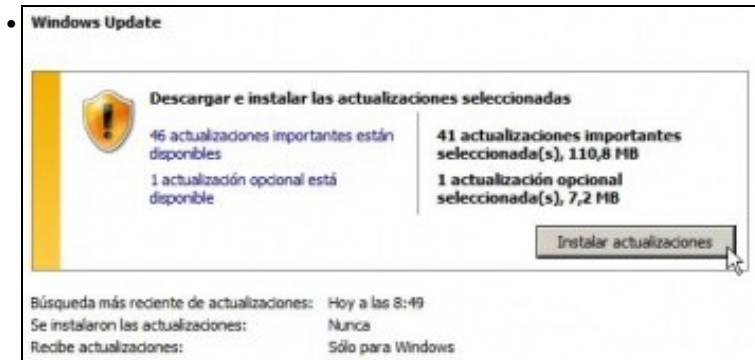 Windows Update
Descargar e instalar las actualizaciones seleccionadas
46 actualizaciones importantes están
disponibles
1 actualización opcional está
disponible
41 actualizaciones importantes
seleccionada(s), 110,8 MB
1 actualización opcional
seleccionada(s), 7,2 MB
Instalar actualizaciones
Búsqueda más reciente de actualizaciones: Hoy a las 8:49
Se instalaron las actualizaciones: Nunca
Recibe actualizaciones: Sólo para Windows